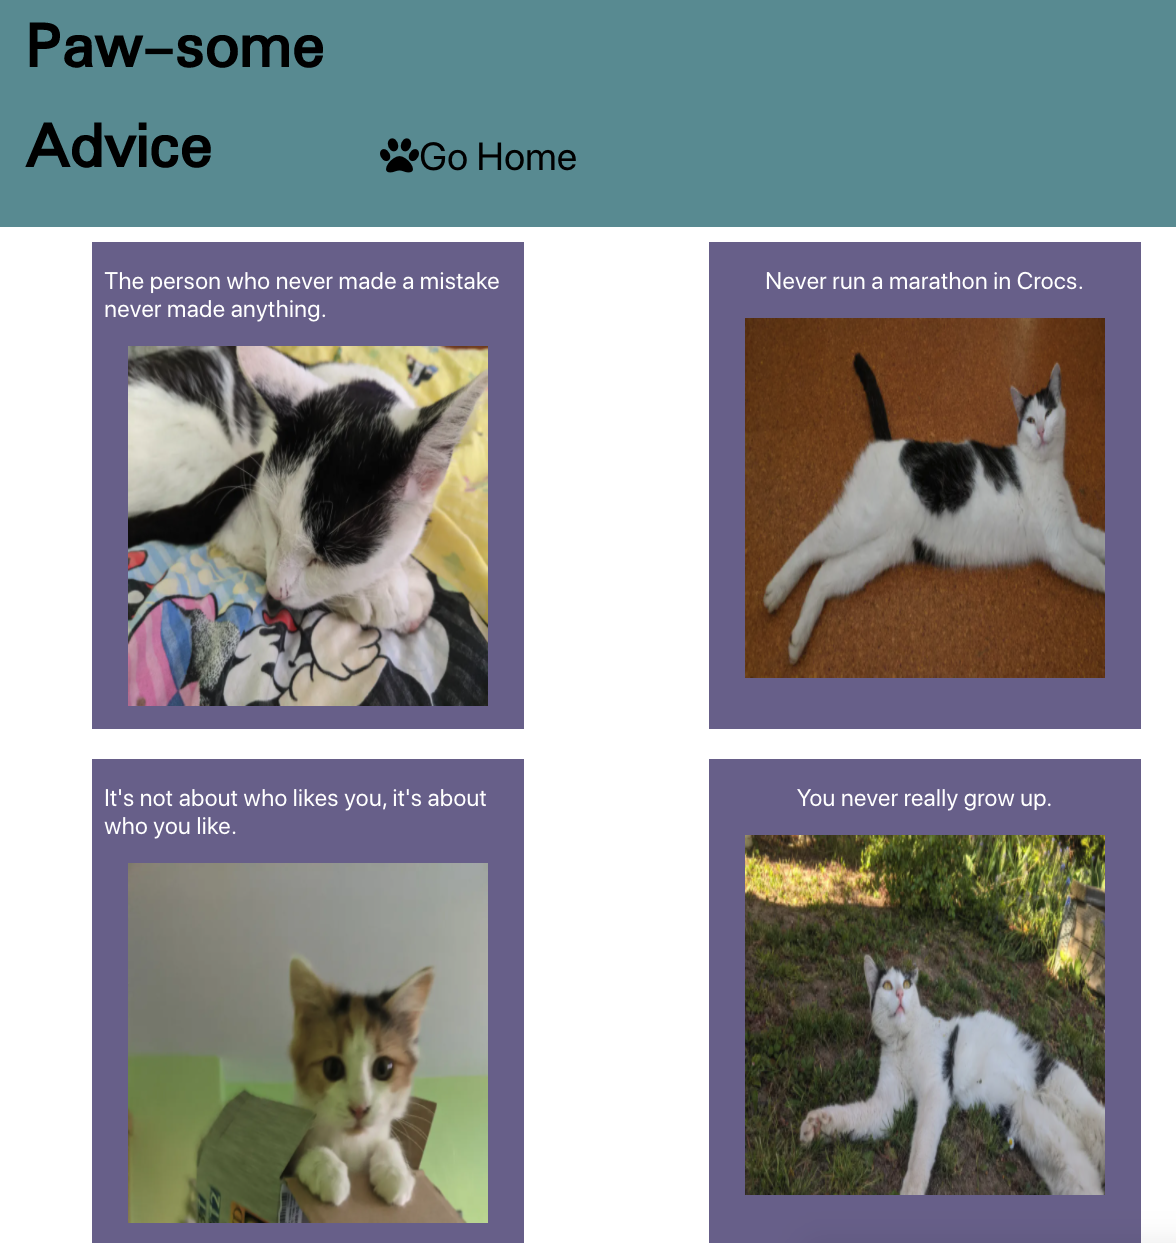 Paw-some
Advice
Go Home
The person who never made a mistake
never made anything.
Never run a marathon in Crocs.
It's not about who likes you, it's about
who you like.
You never really grow up.